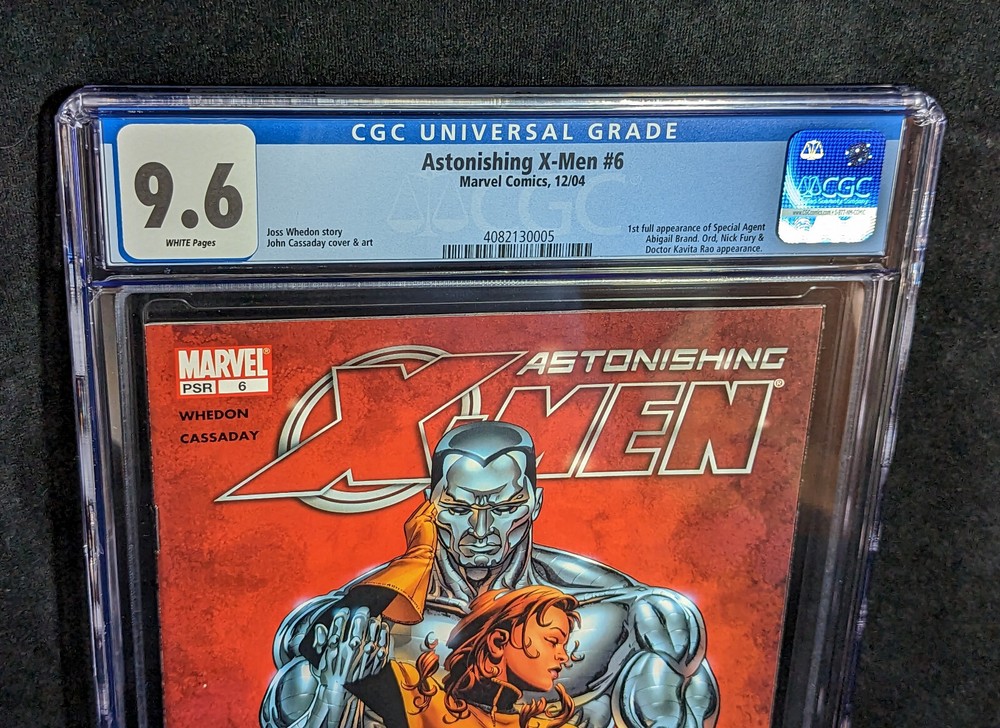 CGC UNIVERSAL GRADE
9.6
WHITE Pages
Astonishing X-Men #6
Marvel Comics, 12/04
Joss Whedon story
John Cassaday cover & art
4082130005
1st full appearance of Special Agent
Abigail Brand. Ord, Nick Fury &
Doctor Kavita Rao appearance.
CGC
MARVEL
PSR 6
WHEDON
CASSADAY
ASTONISHING
X-MEN®